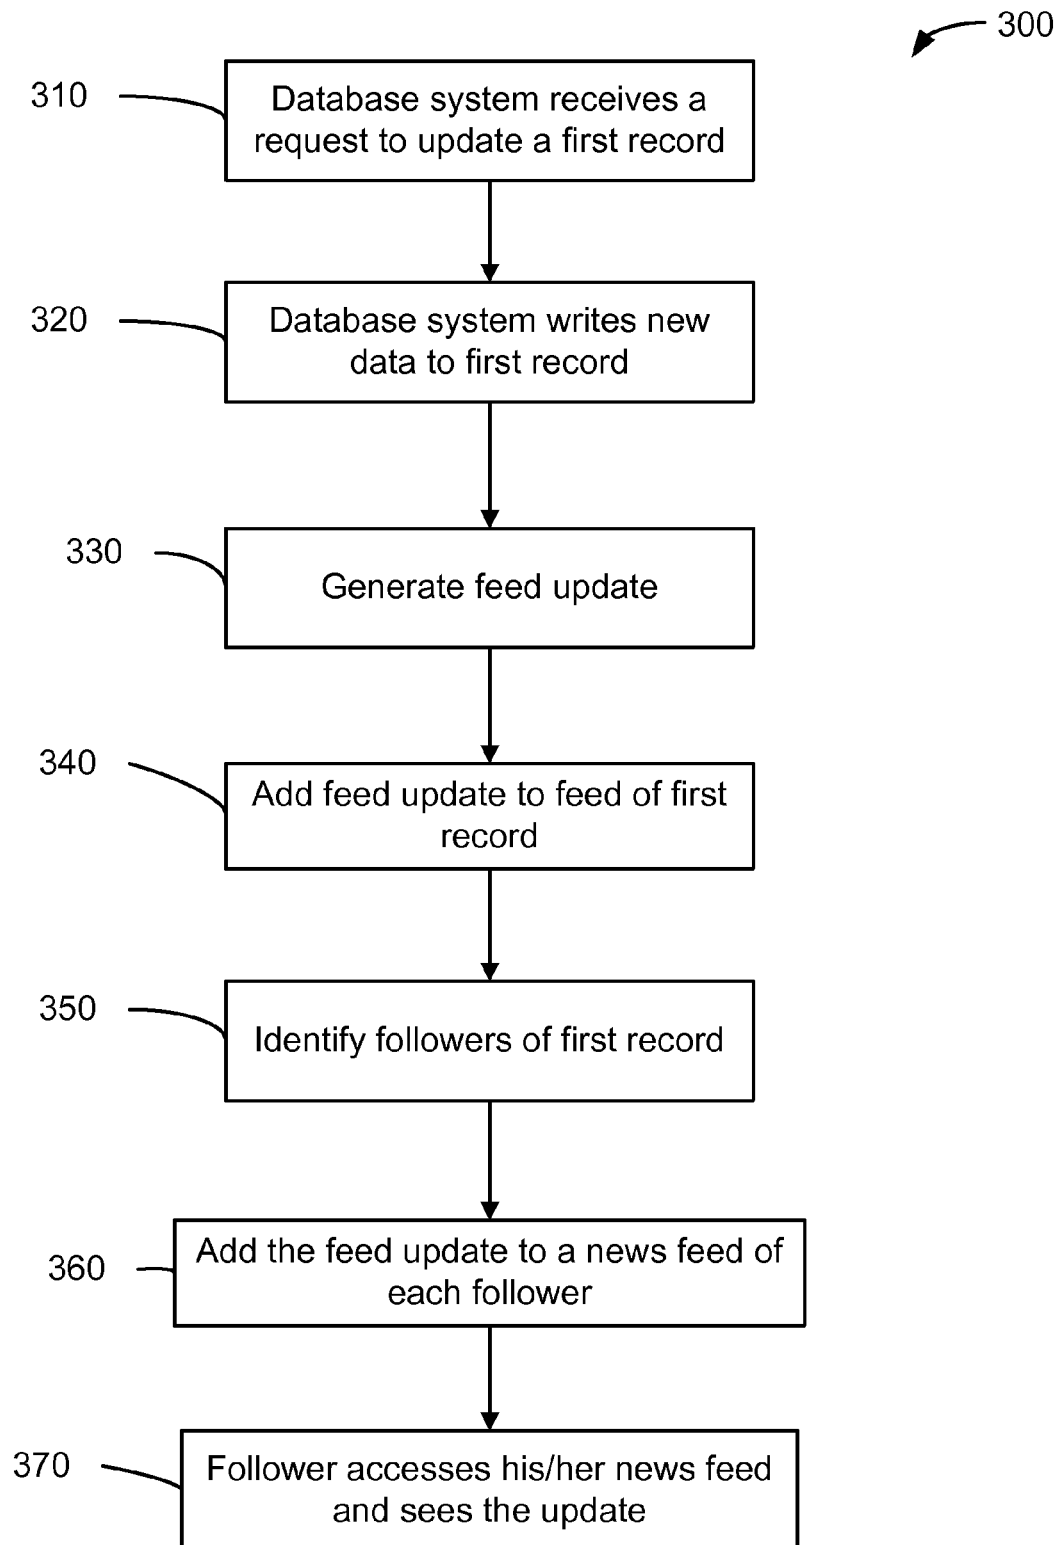 300
310
Database system receives a
request to update a first record
320
Database system writes new
data to first record
330
Generate feed update
340
Add feed update to feed of first
record
350
Identify followers of first record
360
Add the feed update to a news feed of
each follower
370
Follower accesses his/her news feed
and sees the update